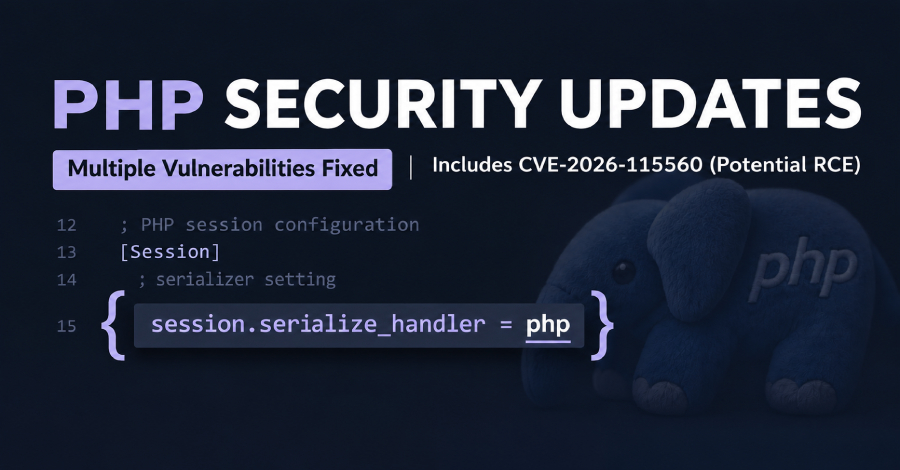 PHP SECURITY UPDATES
Multiple Vulnerabilities Fixed | Includes CVE-2026-115560 (Potential RCE)
12 ; PHP session configuration
13 [Session]
14 ; serializer setting
15 { session.serialize_handler = php }
php